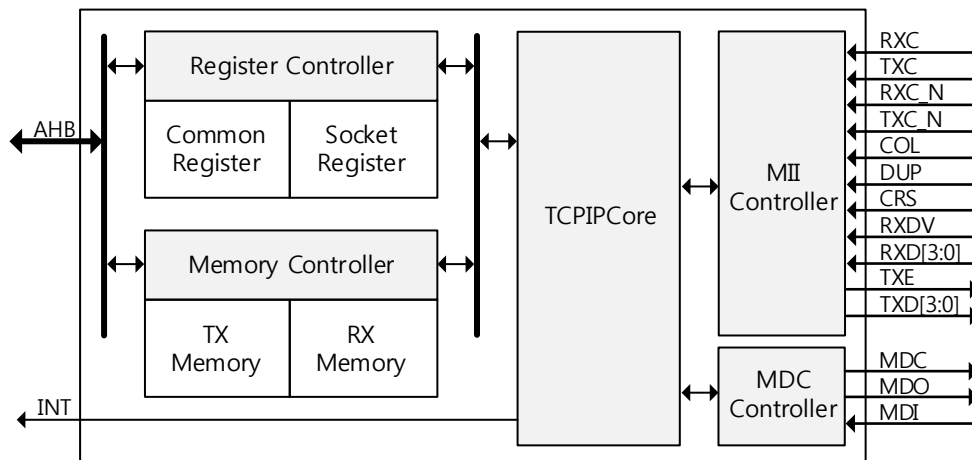 AHB
INT
Register Controller
Common
Register
Socket
Register
Memory Controller
TX
Memory
RX
Memory
TCPIPCore
MII
Controller
MDC
Controller
RXC
TXC
RXC_N
TXC_N
COL
DUP
CRS
RXDV
RXD[3:0]
TXE
TXD[3:0]
MDC
MDO
MDI